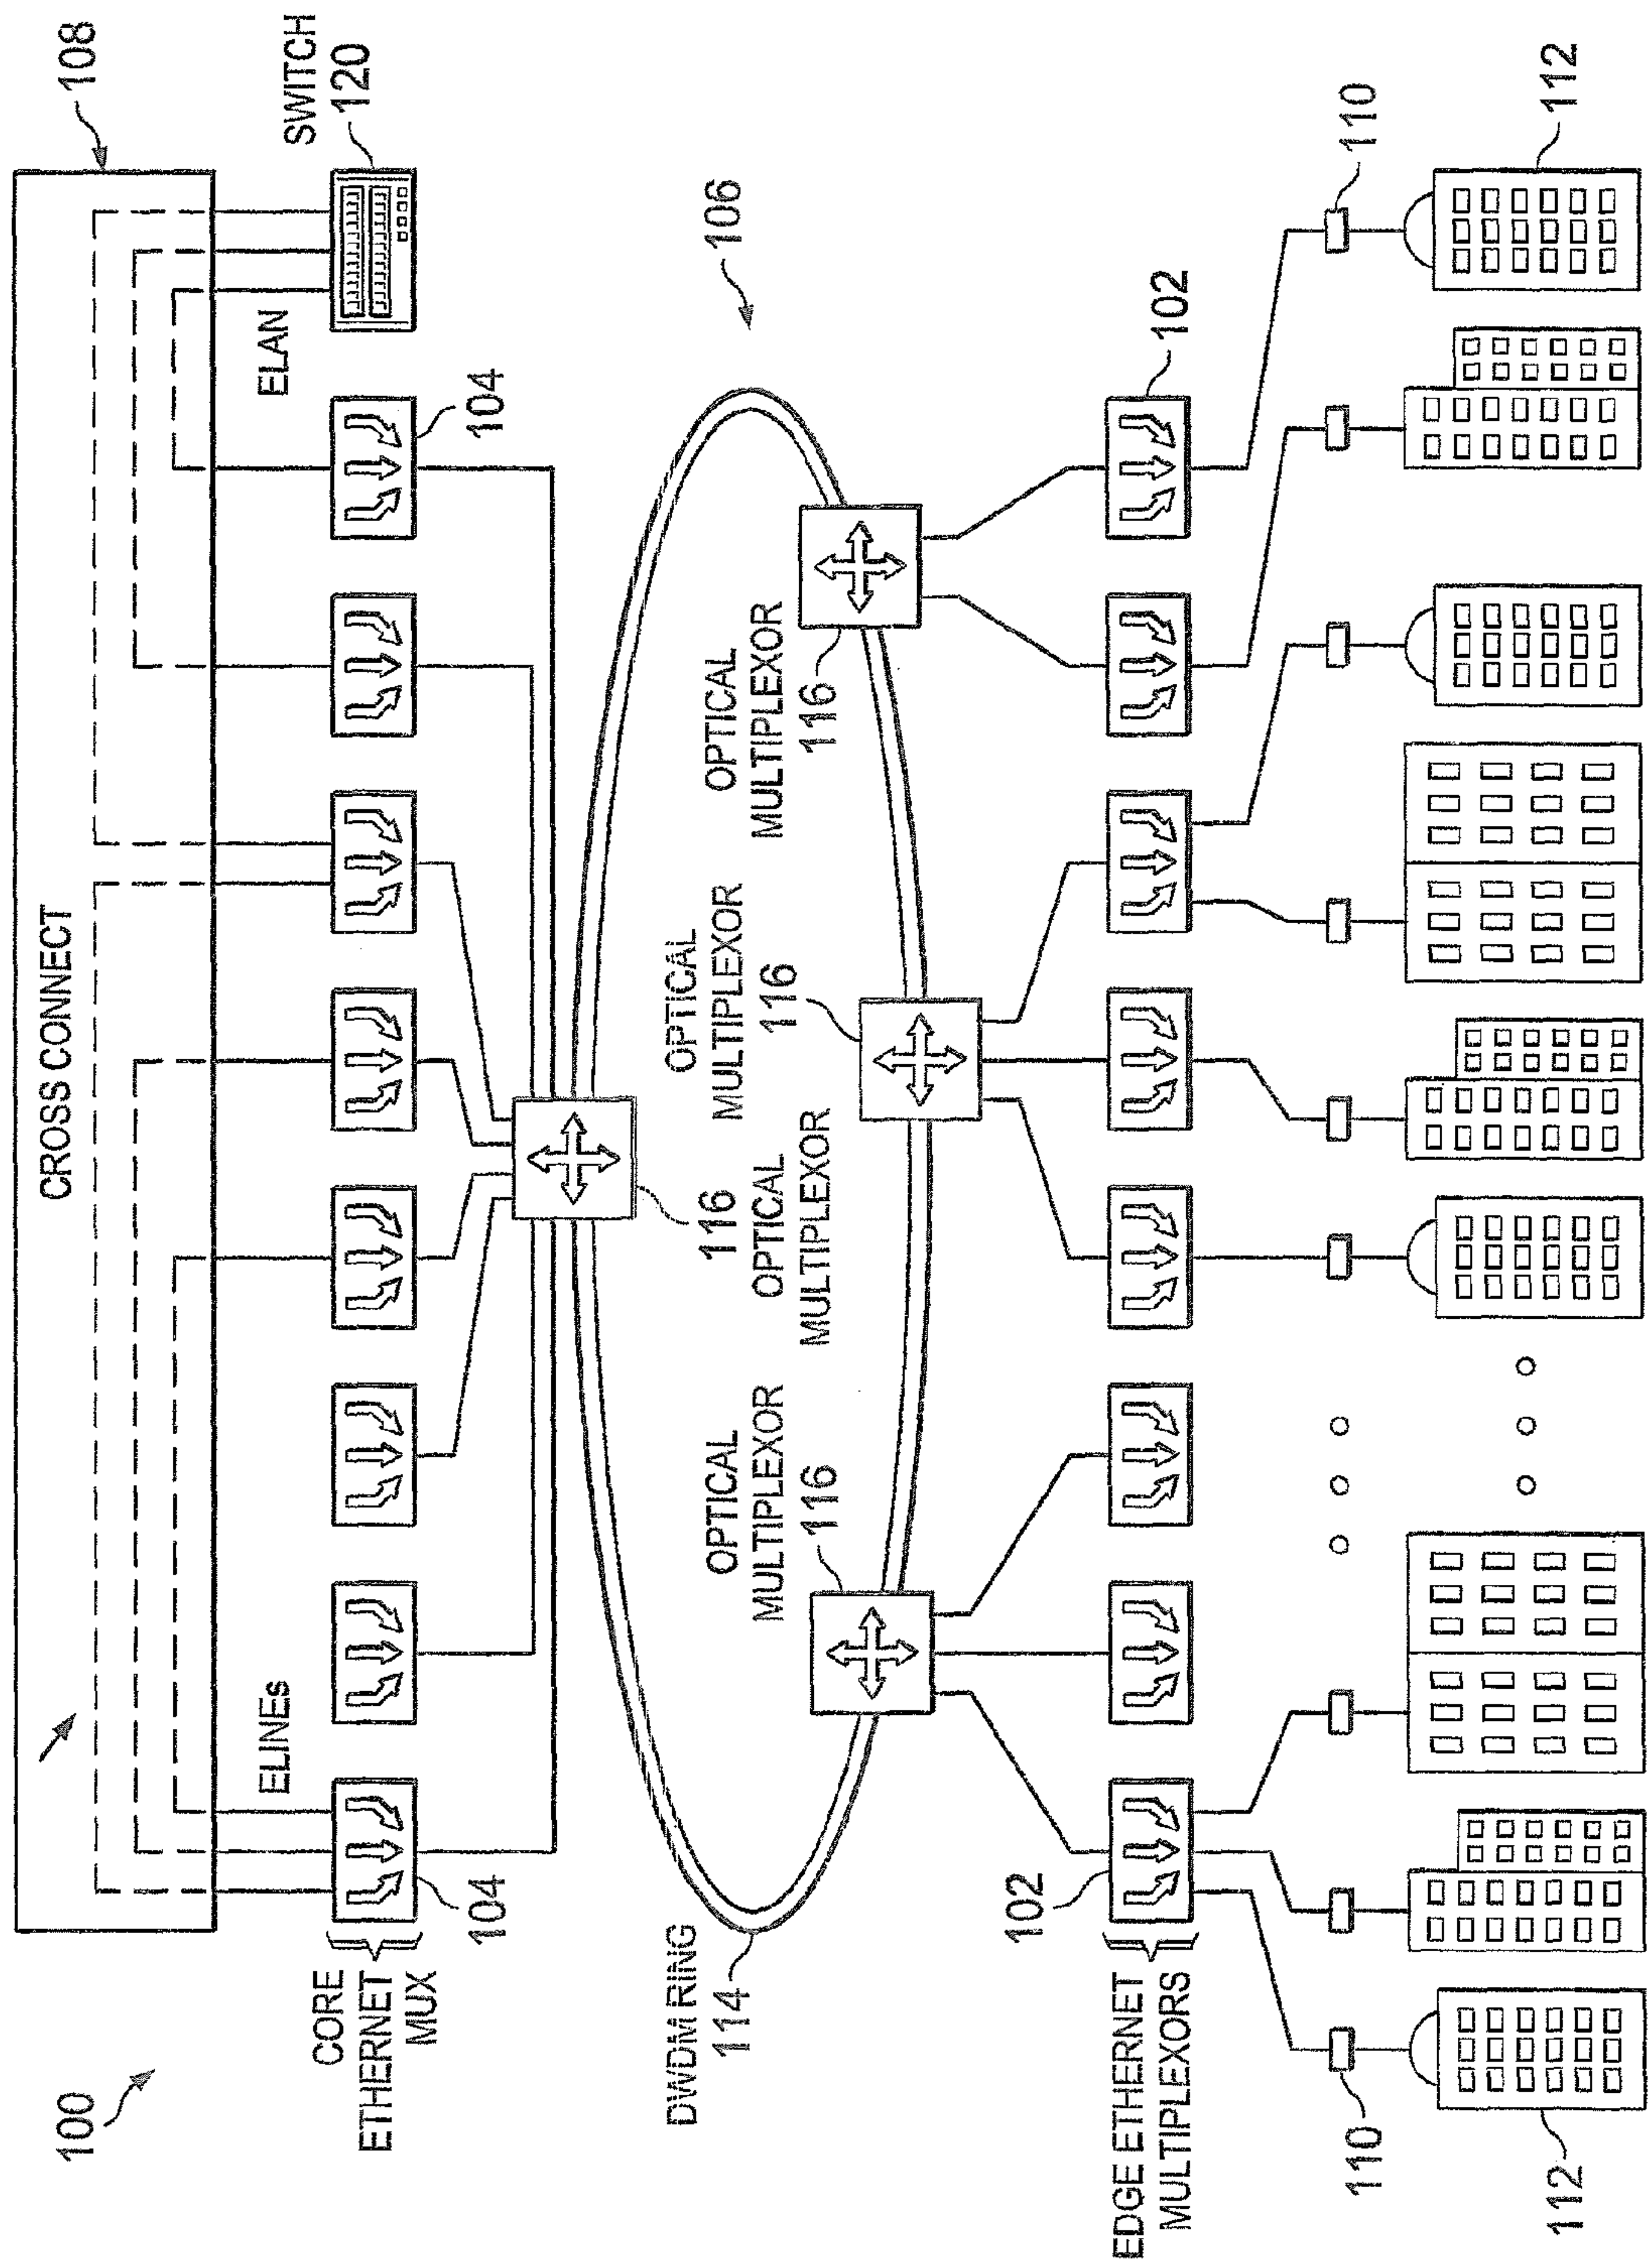 100
CROSS CONNECT
108
ELINEs
ELAN
SWITCH
120
CORE
ETHERNET
MUX
104
104
116
106
DWDM RING
114
OPTICAL
MULTIPLEXOR
116
OPTICAL
MULTIPLEXOR
OPTICAL
MULTIPLEXOR
116
OPTICAL
MULTIPLEXOR
116
EDGE ETHERNET
MULTIPLEXORS
102
102
110
110
112
112